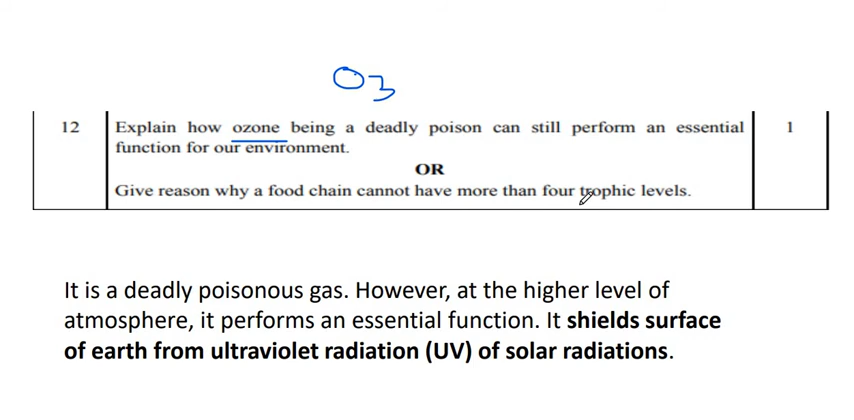 O3
12 Explain how ozone being a deadly poison can still perform an essential 1
function for our environment.
OR
Give reason why a food chain cannot have more than four trophic levels.
It is a deadly poisonous gas. However, at the higher level of
atmosphere, it performs an essential function. It shields surface
of earth from ultraviolet radiation (UV) of solar radiations.